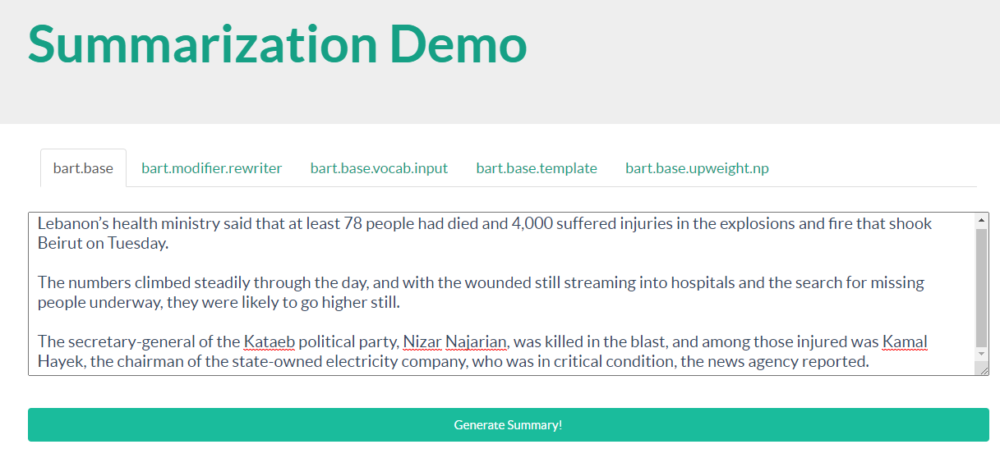 Summarization Demo
bart.base
bart.modifier.rewriter
bart.base.vocab.input
bart.base.template
bart.base.upweight.np
Lebanon’s health ministry said that at least 78 people had died and 4,000 suffered injuries in the explosions and fire that shook
Beirut on Tuesday.
The numbers climbed steadily through the day, and with the wounded still streaming into hospitals and the search for missing
people underway, they were likely to go higher still.
The secretary-general of the Kataeb political party, Nizar Najarian, was killed in the blast, and among those injured was Kamal
Hayek, the chairman of the state-owned electricity company, who was in critical condition, the news agency reported.
Generate Summary!